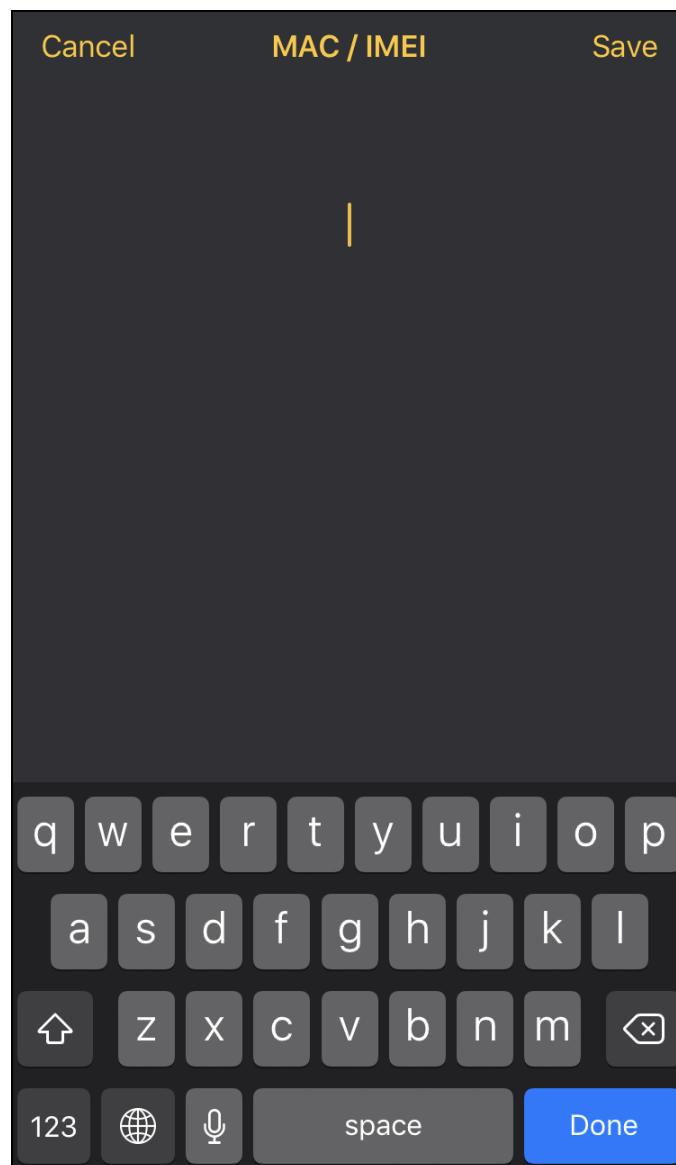 Cancel MAC / IMEI Save
q w e r t y u i o p
a s d f g h j k l
z x c v b n m
123 space Done